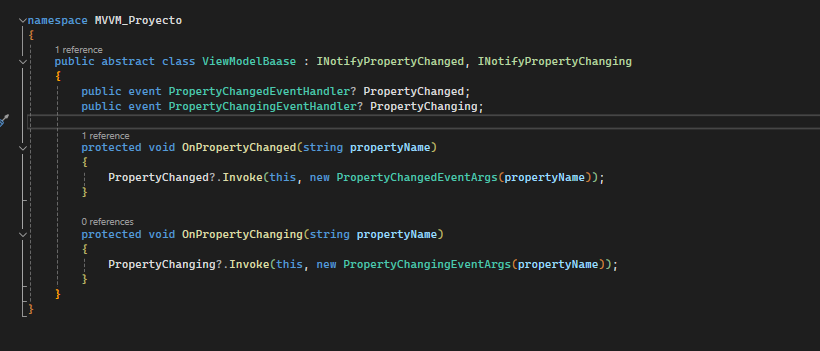 namespace MVVM_Proyecto
{
1 reference
public abstract class ViewModelBaase : INotifyPropertyChanged, INotifyPropertyChanging
{
public event PropertyChangedEventHandler? PropertyChanged;
public event PropertyChangingEventHandler? PropertyChanging;
1 reference
protected void OnPropertyChanged(string propertyName)
{
PropertyChanged?.Invoke(this, new PropertyChangedEventArgs(propertyName));
}
0 references
protected void OnPropertyChanging(string propertyName)
{
PropertyChanging?.Invoke(this, new PropertyChangingEventArgs(propertyName));
}
}
}